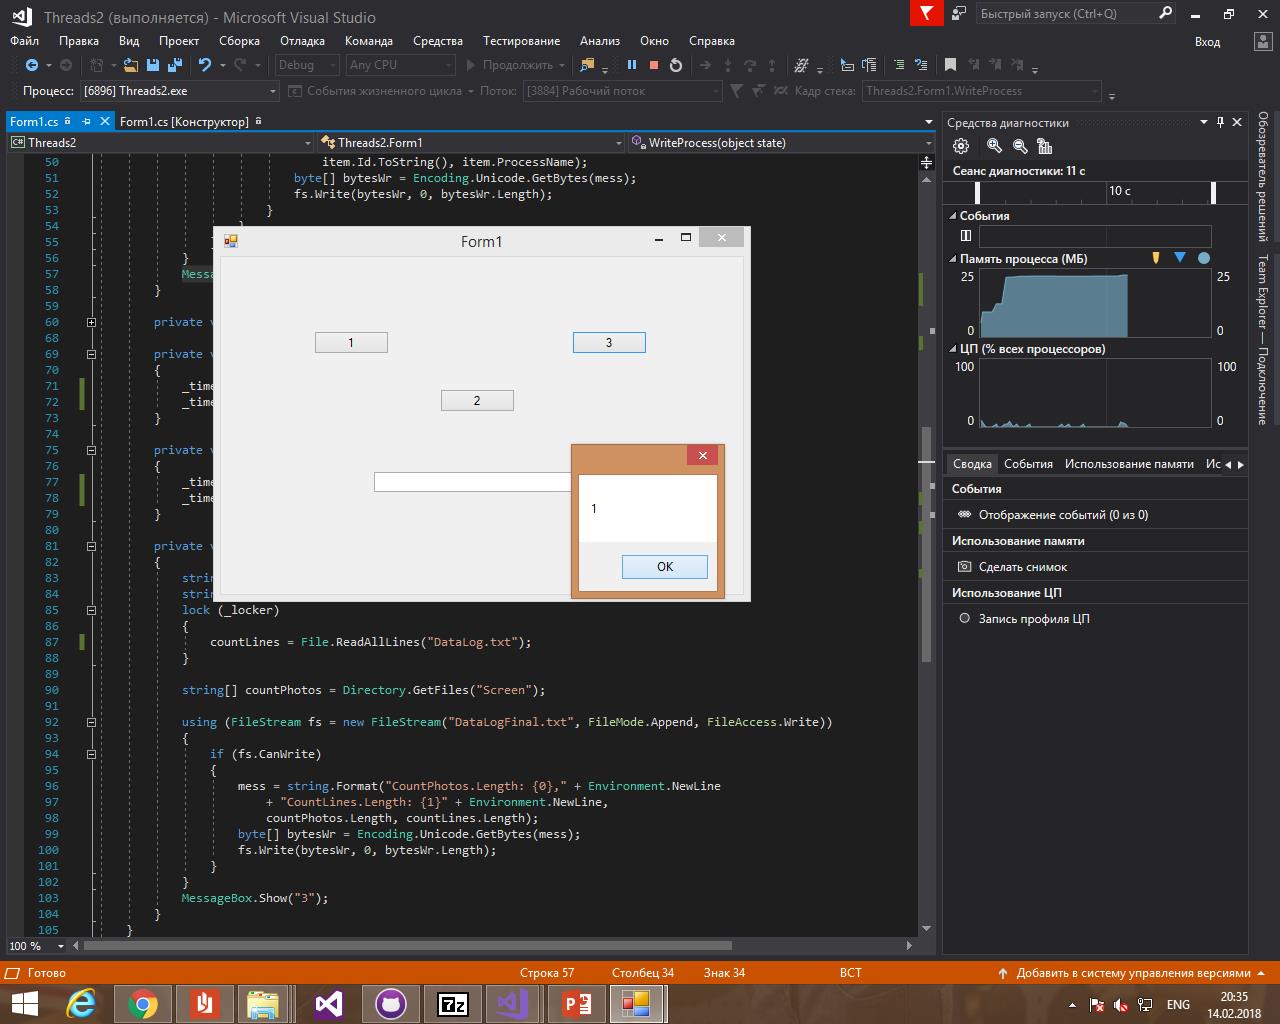 Threads2 (выполняется) - Microsoft Visual Studio
Быстрый запуск (Ctrl+Q)
Файл Правка Вид Проект Сборка Отладка Команда Средства Тестирование Анализ Окно Справка
Вход
Debug Any CPU Продолжить
Процесс: [6896] Threads2.exe События жизненного цикла Поток: [3884] Рабочий поток Кадр стека: Threads2.Form1.WriteProcess
Form1.cs Form1.cs [Конструктор]
C# Threads2 Threads2.Form1 WriteProcess(object state)
50 item.Id.ToString(), item.ProcessName);
51 byte[] bytesWr = Encoding.Unicode.GetBytes(mess);
52 fs.Write(bytesWr, 0, bytesWr.Length);
53 }
54
55
56 }
57 Messa
58 }
59
60 private v
68
69 private v
70 {
71 _time
72 _time
73 }
74
75 private v
76 {
77 _time
78 _time
79 }
80
81 private v
82 {
83 strin
84 strin
85 lock (_locker)
86 {
87 countLines = File.ReadAllLines("DataLog.txt");
88 }
89
90 string[] countPhotos = Directory.GetFiles("Screen");
91
92 using (FileStream fs = new FileStream("DataLogFinal.txt", FileMode.Append, FileAccess.Write))
93 {
94 if (fs.CanWrite)
95 {
96 mess = string.Format("CountPhotos.Length: {0}," + Environment.NewLine
97 + "CountLines.Length: {1}" + Environment.NewLine,
98 countPhotos.Length, countLines.Length);
99 byte[] bytesWr = Encoding.Unicode.GetBytes(mess);
100 fs.Write(bytesWr, 0, bytesWr.Length);
101 }
102 }
103 MessageBox.Show("3");
104 }
105 }
100 %
Form1
1
3
2
1
OK
Средства диагностики
Сеанс диагностики: 11 с
10 с
События
Память процесса (МБ)
25 25
0 0
ЦП (% всех процессоров)
100 100
0 0
Сводка События Использование памяти Ис
События
Отображение событий (0 из 0)
Использование памяти
Сделать снимок
Использование ЦП
Запись профиля ЦП
Обозреватель решений
Team Explorer — Подключение
Готово Строка 57 Столбец 34 Знак 34 ВСТ Добавить в систему управления версиями
7z
ENG
20:35
14.02.2018